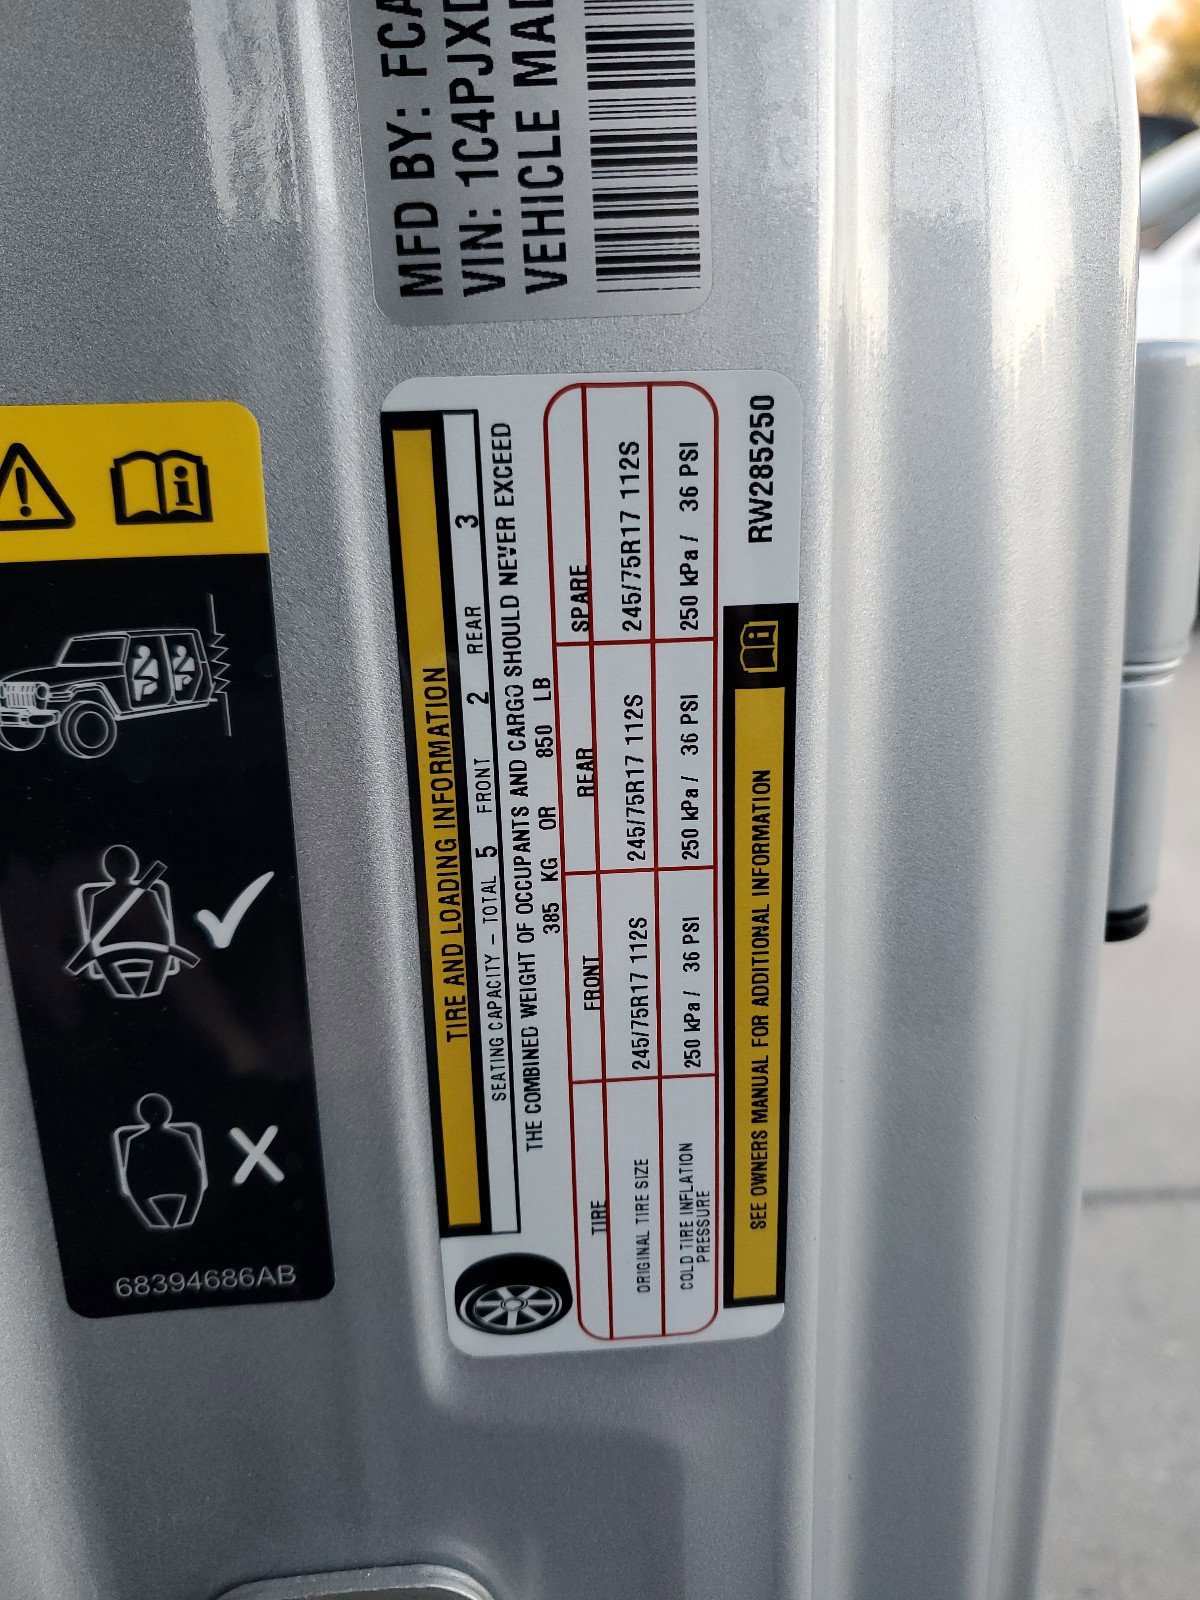 MFD BY: FCA
VIN: 1C4PJXD
VEHICLE MAD
TIRE AND LOADING INFORMATION
SEATING CAPACITY - TOTAL 5 FRONT 2 REAR 3
THE COMBINED WEIGHT OF OCCUPANTS AND CARGO SHOULD NEVER EXCEED
385 KG OR 850 LB
TIRE FRONT REAR SPARE
ORIGINAL TIRE SIZE 245/75R17 112S 245/75R17 112S 245/75R17 112S
COLD TIRE INFLATION PRESSURE 250 kPa / 36 PSI 250 kPa / 36 PSI 250 kPa / 36 PSI
SEE OWNERS MANUAL FOR ADDITIONAL INFORMATION
RW285250
68394686AB